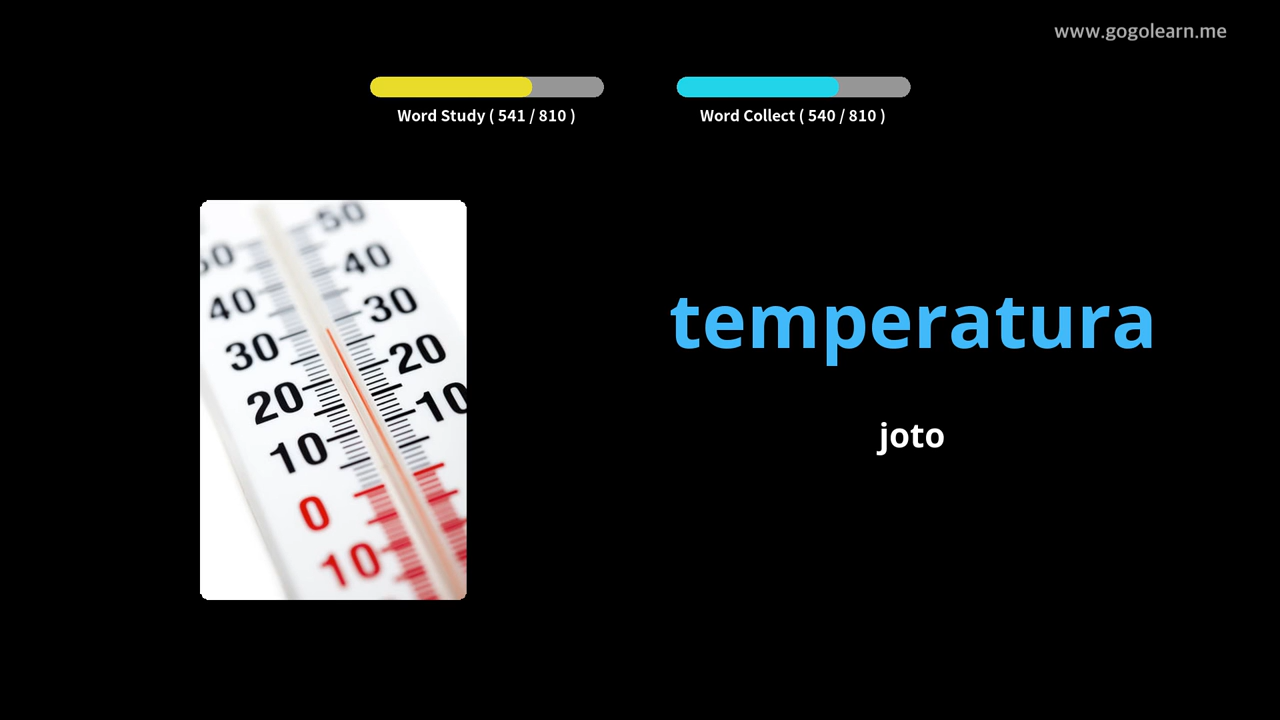 www.gogolearn.me
Word Study ( 541 / 810 )
Word Collect ( 540 / 810 )
temperatura
joto
50
40
40
30
30
20
20
10
10
0
10